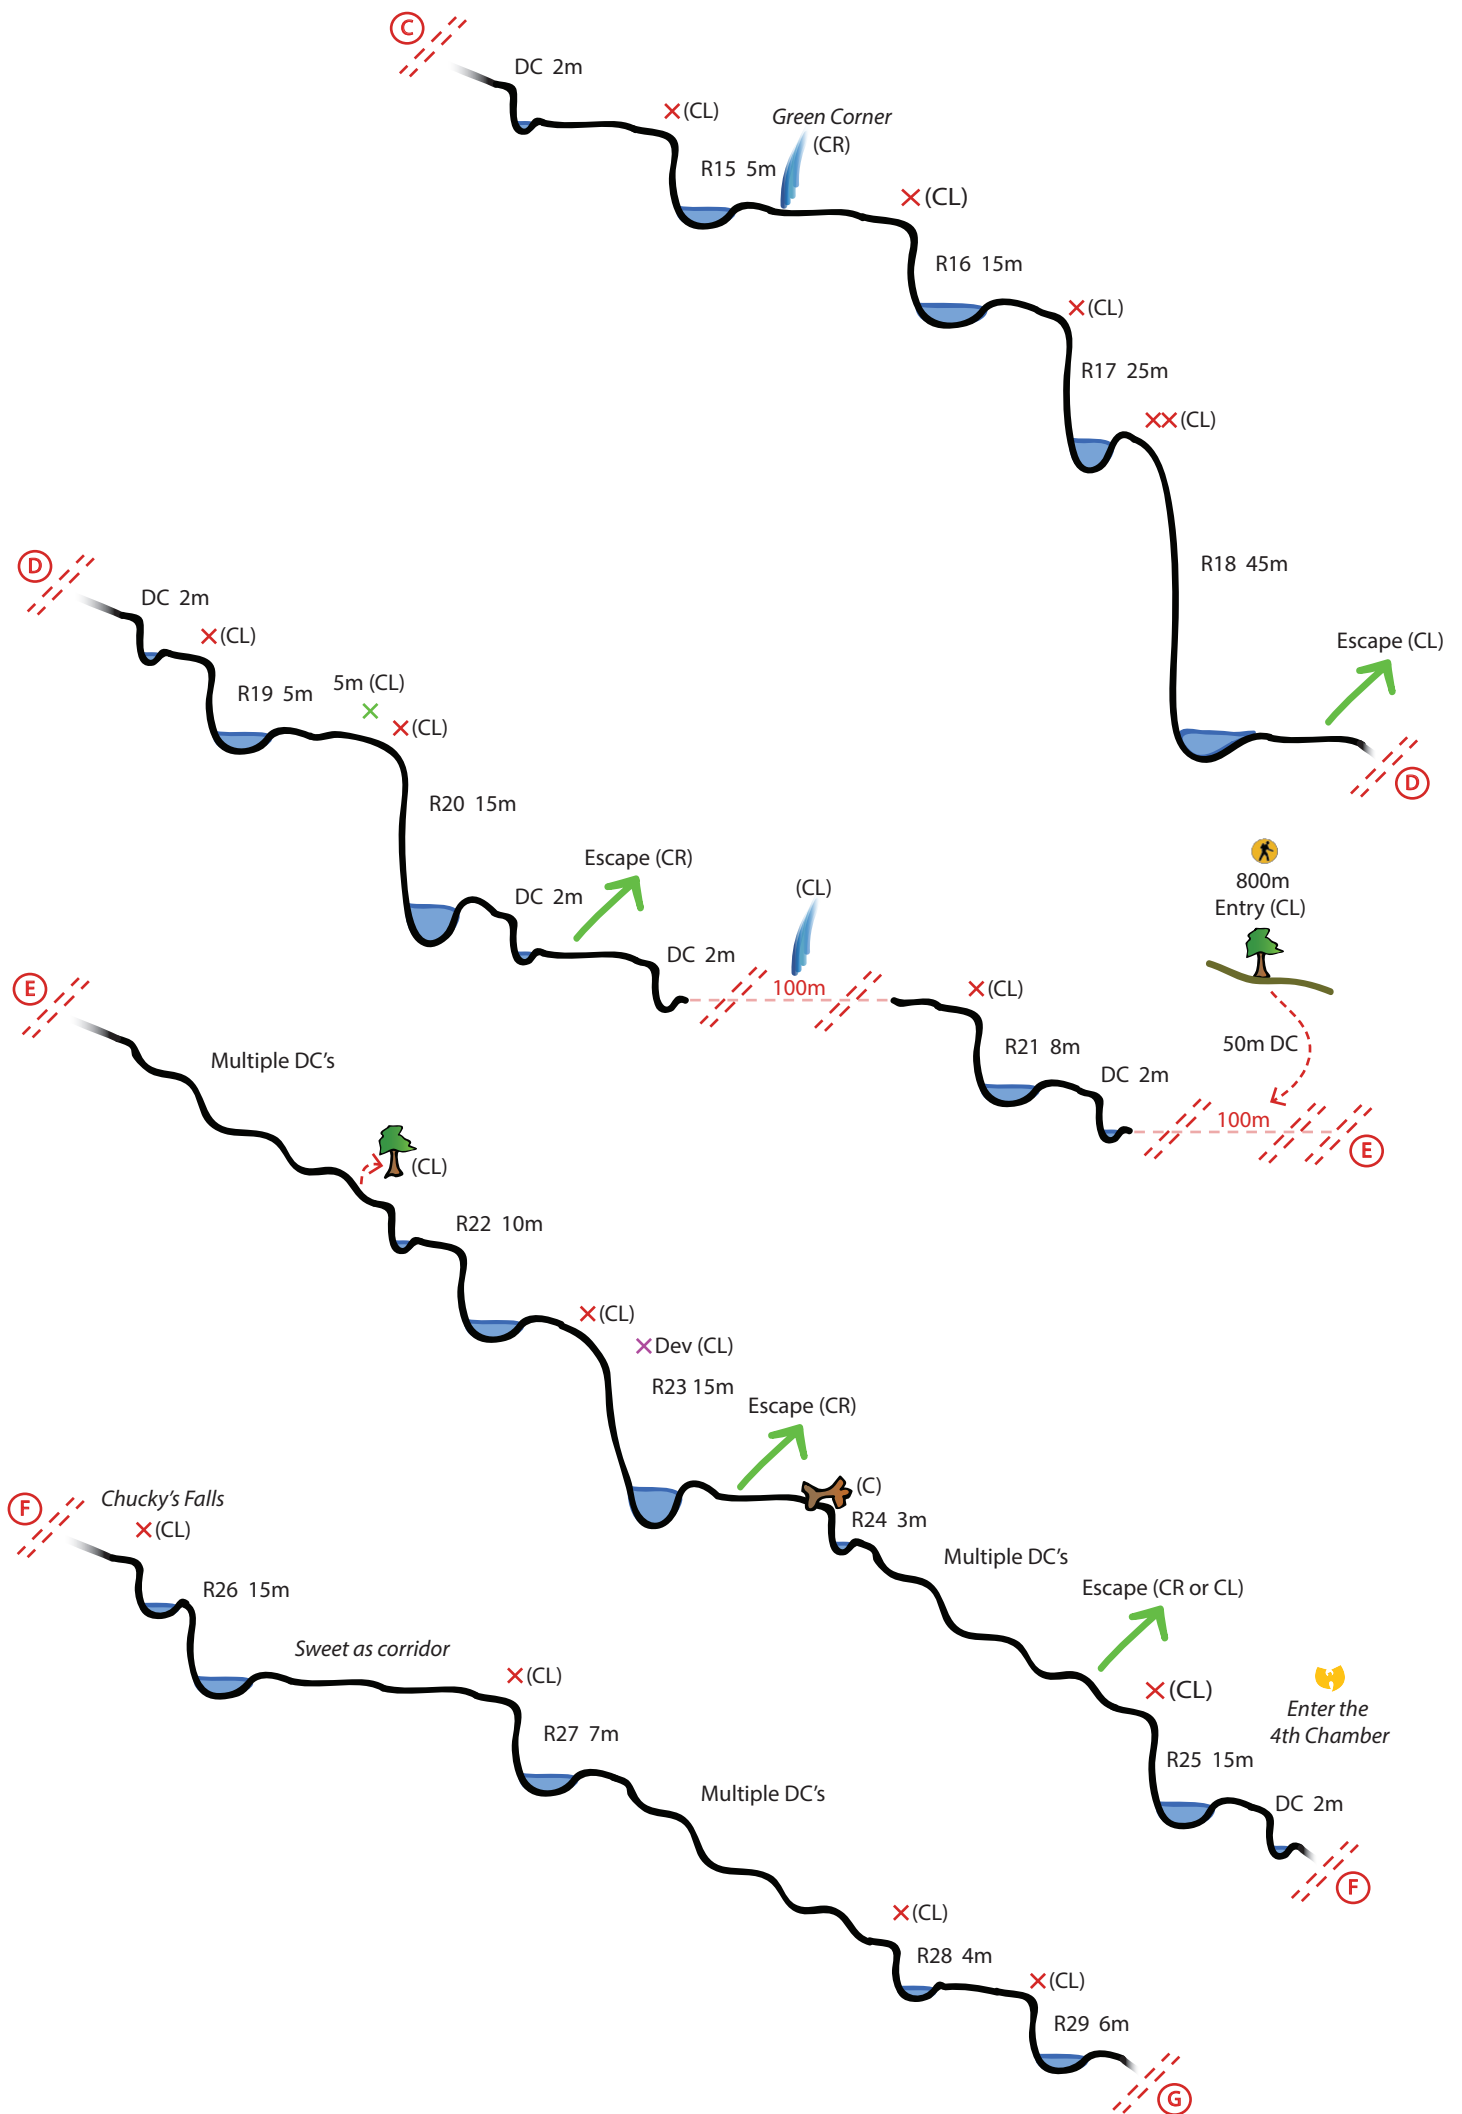 C
DC 2m
(CL)
Green Corner
(CR)
R15 5m
(CL)
R16 15m
(CL)
R17 25m
(CL)
R18 45m
Escape (CL)
D
D
DC 2m
(CL)
R19 5m
5m (CL)
(CL)
R20 15m
Escape (CR)
DC 2m
(CL)
DC 2m
100m
(CL)
R21 8m
DC 2m
800m
Entry (CL)
50m DC
100m
E
E
Multiple DC's
(CL)
R22 10m
(CL)
Dev (CL)
R23 15m
Escape (CR)
(C)
R24 3m
Multiple DC's
Escape (CR or CL)
(CL)
R25 15m
Enter the
4th Chamber
DC 2m
F
F
Chucky's Falls
(CL)
R26 15m
Sweet as corridor
(CL)
R27 7m
Multiple DC's
(CL)
R28 4m
(CL)
R29 6m
G